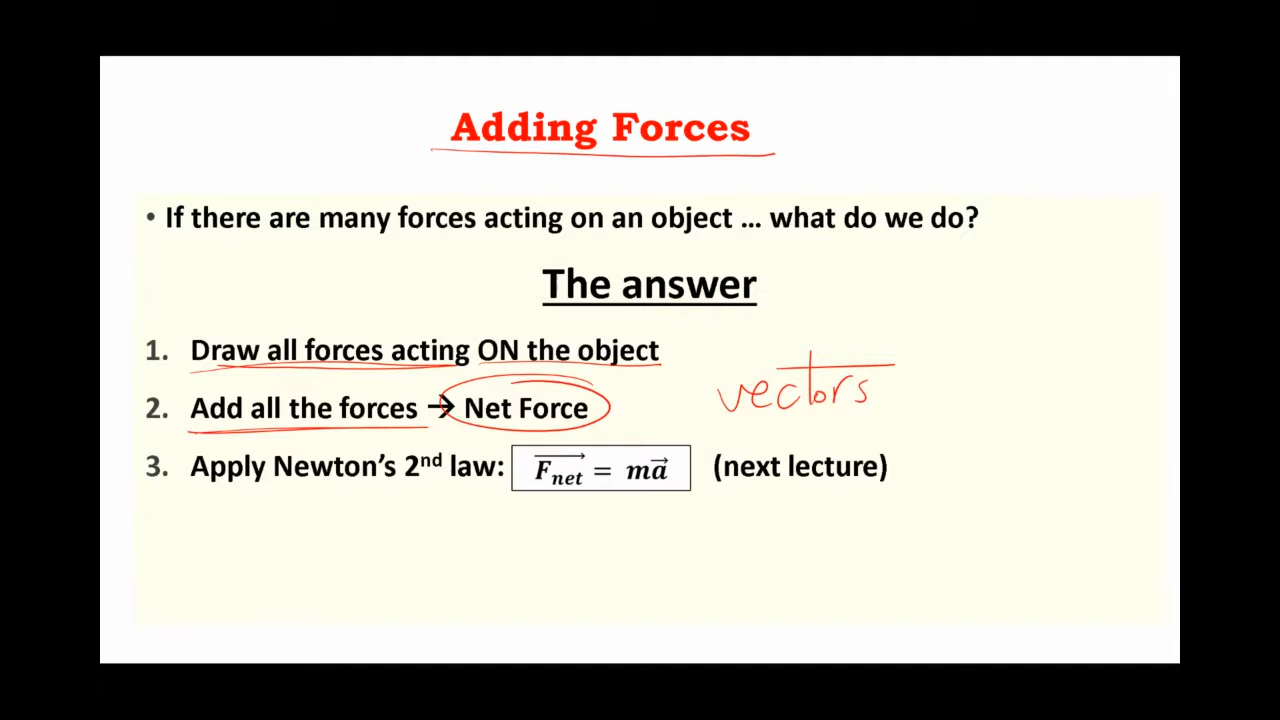 Adding Forces
• If there are many forces acting on an object … what do we do?
The answer
1. Draw all forces acting ON the object
vectors
2. Add all the forces → Net Force
3. Apply Newton’s 2nd law: F⃗net = ma⃗ (next lecture)